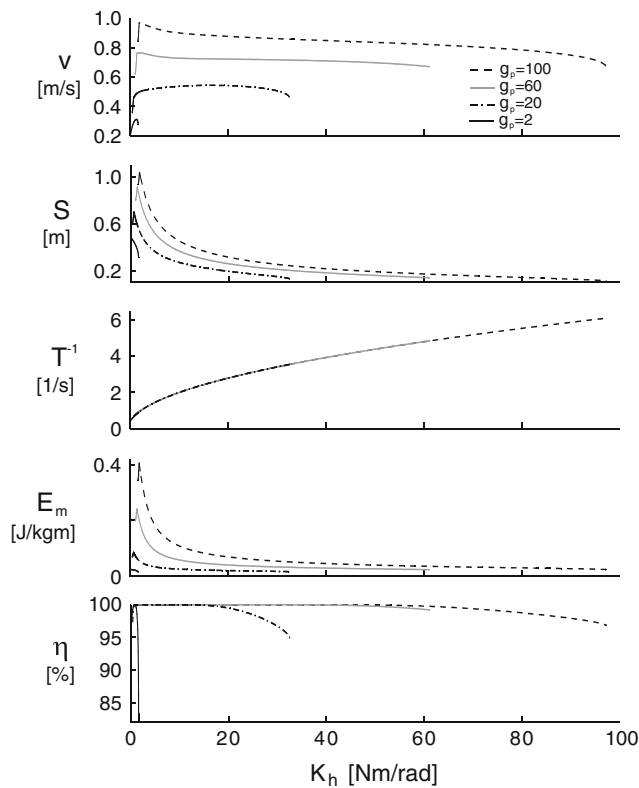 1.0
0.8
0.6
0.4
0.2
v
[m/s]
g_p=100
g_p=60
g_p=20
g_p=2
1.0
0.6
0.2
S
[m]
6
4
2
0
T⁻¹
[1/s]
0.4
0
E_m
[J/kgm]
100
95
90
85
η
[%]
0 20 40 60 80 100
K_h [Nm/rad]